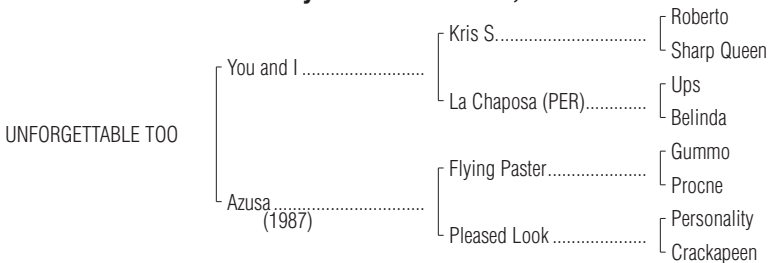 Roberto
Kris S.
Sharp Queen
You and I
Ups
La Chaposa (PER)
Belinda
UNFORGETTABLE TOO
Gummo
Flying Paster
Procne
Azusa
(1987)
Personality
Pleased Look
Crackapeen